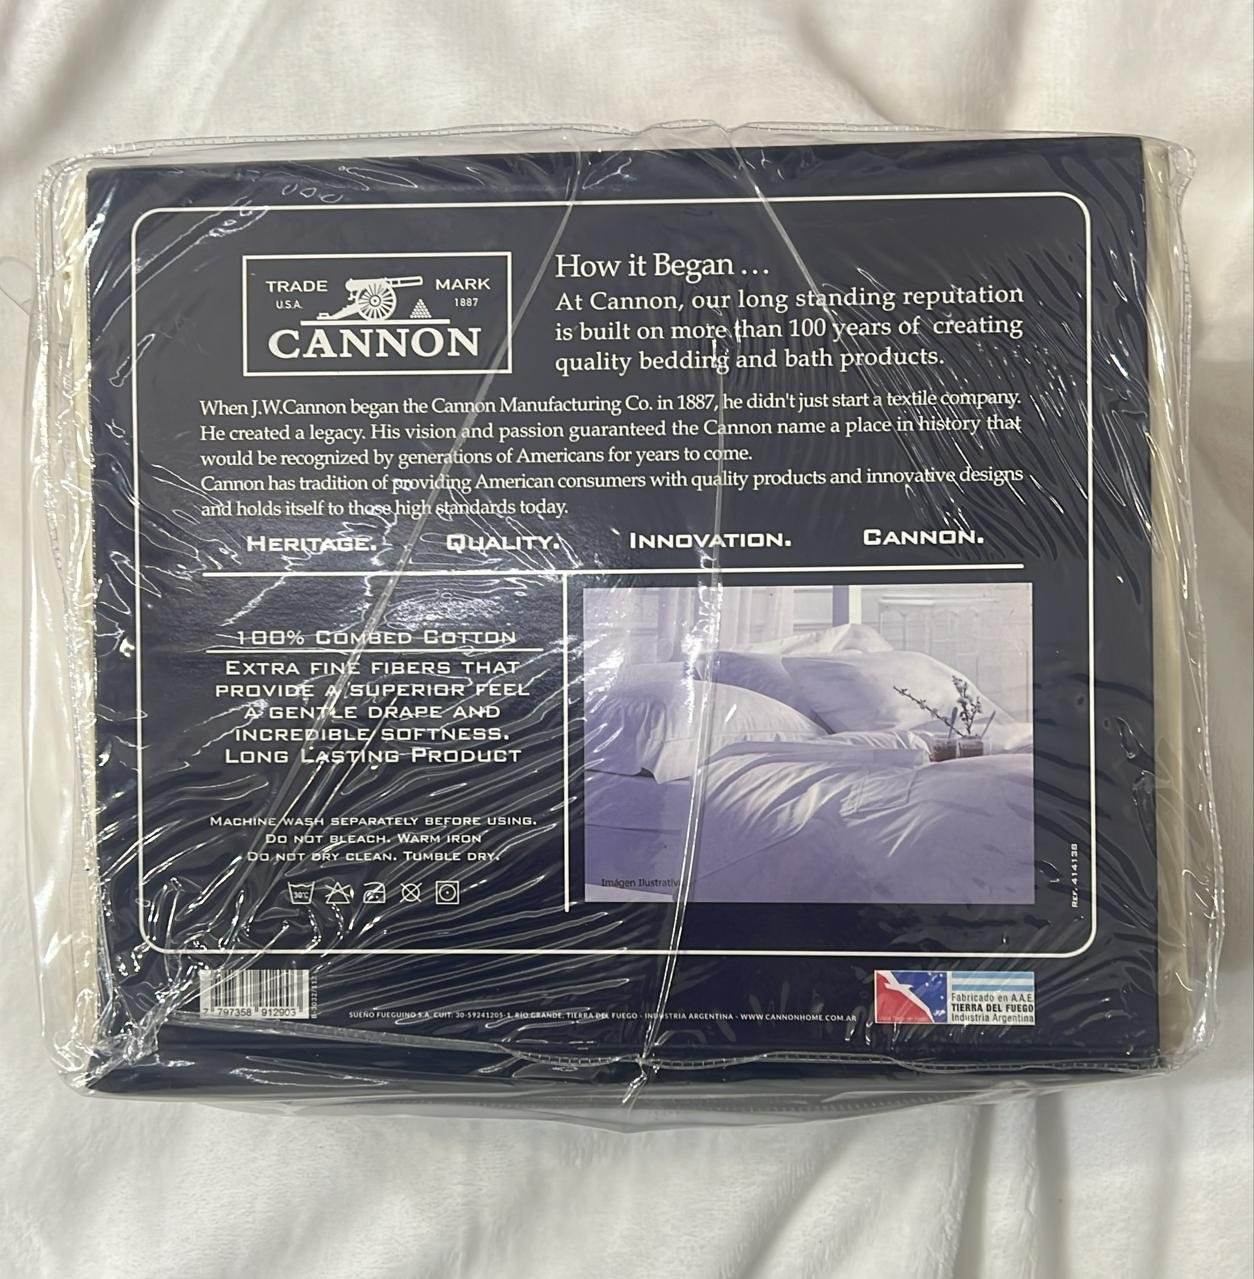 TRADE MARK
U.S.A. 1887
CANNON
How it Began ...
At Cannon, our long standing reputation
is built on more than 100 years of creating
quality bedding and bath products.
When J.W.Cannon began the Cannon Manufacturing Co. in 1887, he didn't just start a textile company.
He created a legacy. His vision and passion guaranteed the Cannon name a place in history that
would be recognized by generations of Americans for years to come.
Cannon has tradition of providing American consumers with quality products and innovative designs
and holds itself to those high standards today.
HERITAGE. QUALITY. INNOVATION. CANNON.
100% COMBED COTTON
EXTRA FINE FIBERS THAT
PROVIDE A SUPERIOR FEEL
A GENTLE DRAPE AND
INCREDIBLE SOFTNESS.
LONG LASTING PRODUCT
MACHINE WASH SEPARATELY BEFORE USING.
DO NOT BLEACH. WARM IRON
DO NOT DRY CLEAN. TUMBLE DRY.
30°C
Imágen Ilustrativa
REF. 414138
7 797358 912903
SUEÑO FUEGUINO S.A. CUIT: 30-59241205-1. RIO GRANDE, TIERRA DEL FUEGO - INDUSTRIA ARGENTINA - WWW.CANNONHOME.COM.AR
Fabricado en A.A.E.
TIERRA DEL FUEGO
Industria Argentina